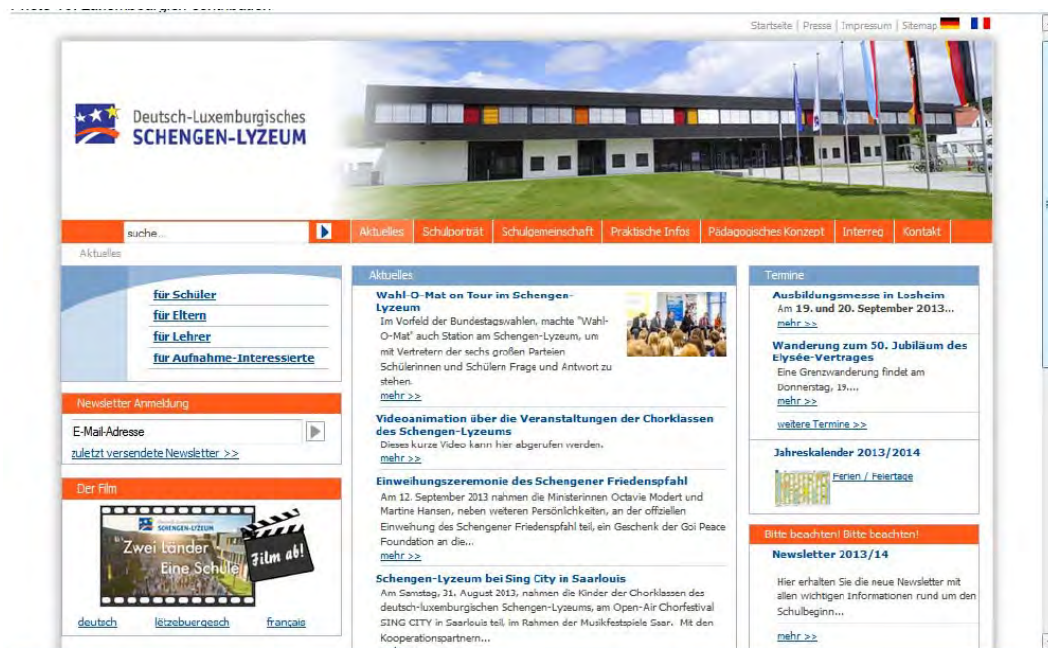 Startseite | Presse | Impressum | Sitemap
Deutsch-Luxemburgisches
SCHENGEN-LYZEUM
suche...
Aktuelles
Schulporträt
Schulgemeinschaft
Praktische Infos
Pädagogisches Konzept
Interreg
Kontakt
Aktuelles
für Schüler
für Eltern
für Lehrer
für Aufnahme-Interessierte
Newsletter Anmeldung
E-Mail-Adresse
zuletzt versendete Newsletter >>
Der Film
SCHENGEN-LYZEUM
Zwei Länder
Eine Schule
Film ab!
deutsch
lëtzebuergesch
français
Aktuelles
Wahl-O-Mat on Tour im Schengen-
Lyzeum
Im Vorfeld der Bundestagswahlen, machte "Wahl-
O-Mat" auch Station am Schengen-Lyzeum, um
mit Vertretern der sechs großen Parteien
Schülerinnen und Schülern Frage und Antwort zu
stehen.
mehr >>
Videoanimation über die Veranstaltungen der Chorklassen
des Schengen-Lyzeums
Dieses kurze Video kann hier abgerufen werden.
mehr >>
Einweihungszeremonie des Schengener Friedenspfahl
Am 12. September 2013 nahmen die Ministerinnen Octavie Modert und
Martine Hansen, neben weiteren Persönlichkeiten, an der offiziellen
Einweihung des Schengener Friedenspfahl teil, ein Geschenk der Goi Peace
Foundation an die...
mehr >>
Schengen-Lyzeum bei Sing City in Saarlouis
Am Samstag, 31. August 2013, nahmen die Kinder der Chorklassen des
deutsch-luxemburgischen Schengen-Lyzeums, am Open-Air Chorfestival
SING CITY in Saarlouis teil, im Rahmen der Musikfestspiele Saar. Mit den
Kooperationspartnern...
Termine
Ausbildungsmesse in Losheim
Am 19. und 20. September 2013...
mehr >>
Wanderung zum 50. Jubiläum des
Elysée-Vertrages
Eine Grenzwanderung findet am
Donnerstag, 19....
mehr >>
weitere Termine >>
Jahreskalender 2013/2014
Ferien / Feiertage
Bitte beachten! Bitte beachten!
Newsletter 2013/14
Hier erhalten Sie die neue Newsletter mit
allen wichtigen Informationen rund um den
Schulbeginn...
mehr >>